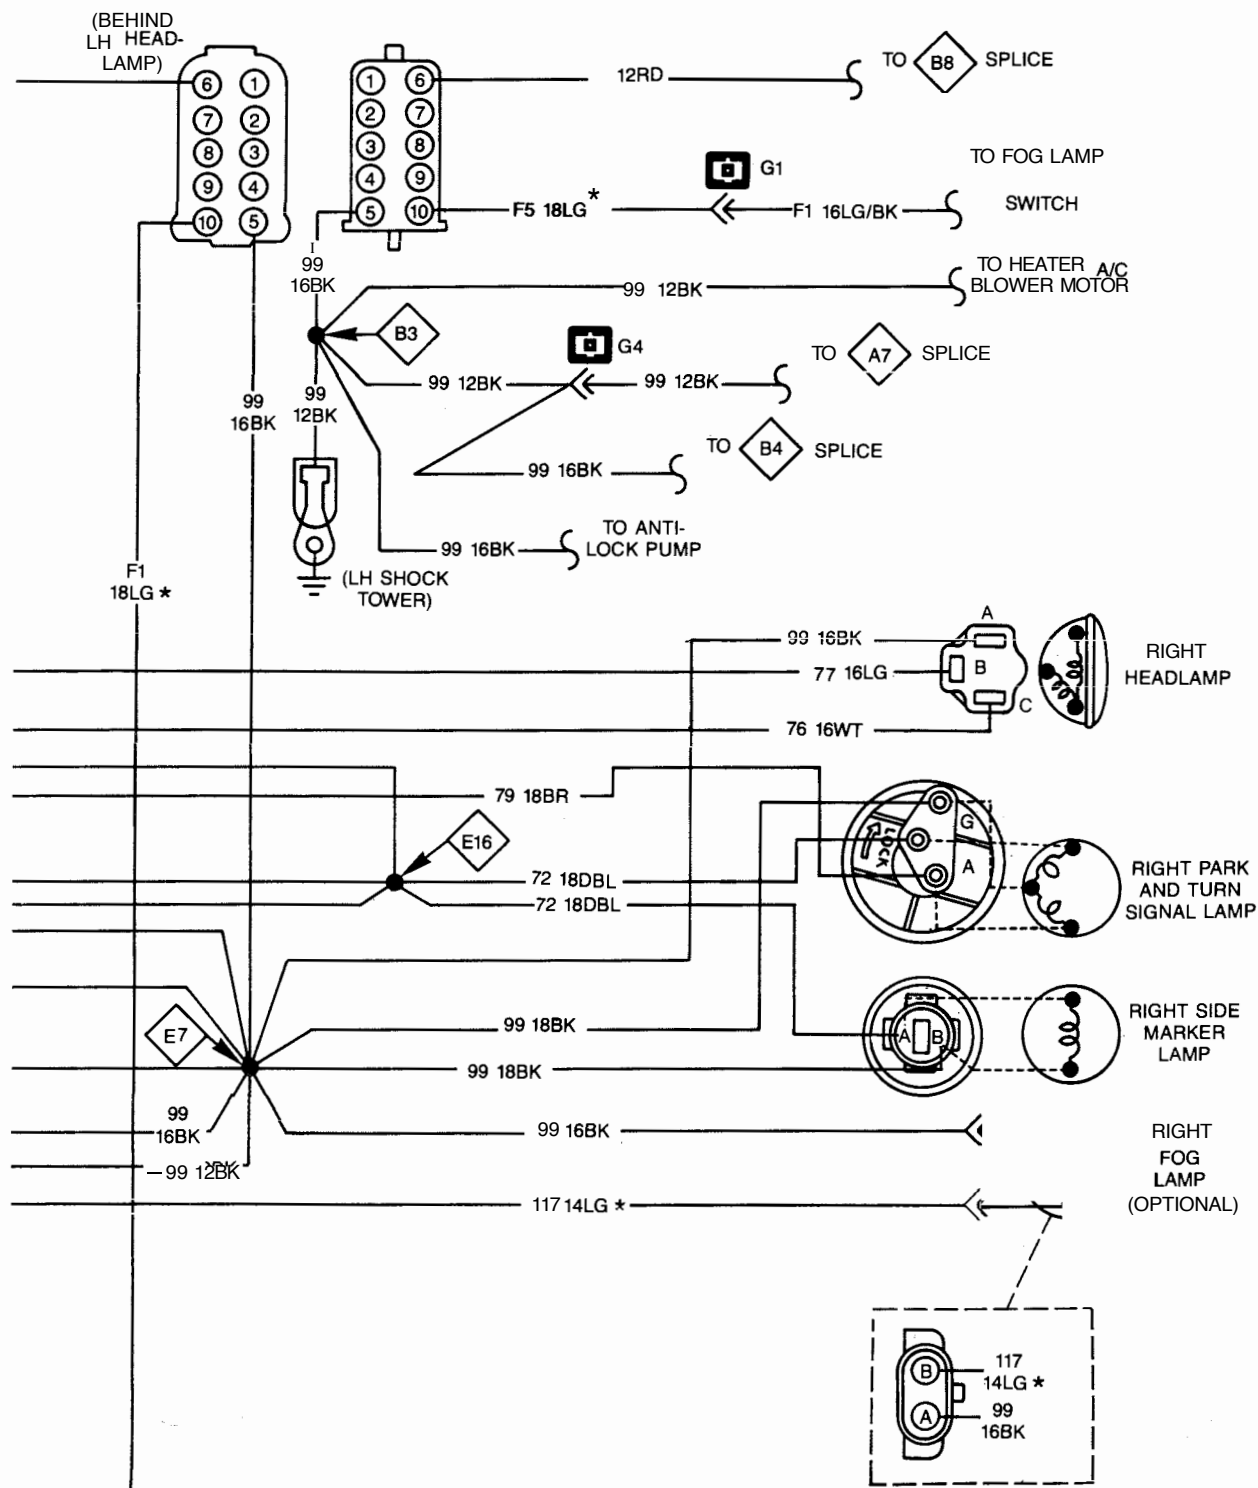 (BEHIND
LH HEAD-
LAMP)
6 1
7 2
8 3
9 4
10 5
1 6
2 7
3 8
4 9
5 10
12RD
TO B8 SPLICE
G1
F5 18LG*
F1 16LG/BK
TO FOG LAMP
SWITCH
99
16BK
99 12BK
TO HEATER A/C
BLOWER MOTOR
B3
G4
99 12BK
99 12BK
TO A7 SPLICE
99
16BK
99
12BK
99 16BK
TO B4 SPLICE
99 16BK
TO ANTI-
LOCK PUMP
(LH SHOCK
TOWER)
F1
18LG *
99 16BK
A
77 16LG
B
C
76 16WT
RIGHT
HEADLAMP
79 18BR
E16
72 18DBL
72 18DBL
LOCK
G
A
RIGHT PARK
AND TURN
SIGNAL LAMP
E7
99 18BK
99 18BK
A B
RIGHT SIDE
MARKER
LAMP
99
16BK
99 12BK
99 16BK
117 14LG *
RIGHT
FOG
LAMP
(OPTIONAL)
B
117
14LG *
A
99
16BK